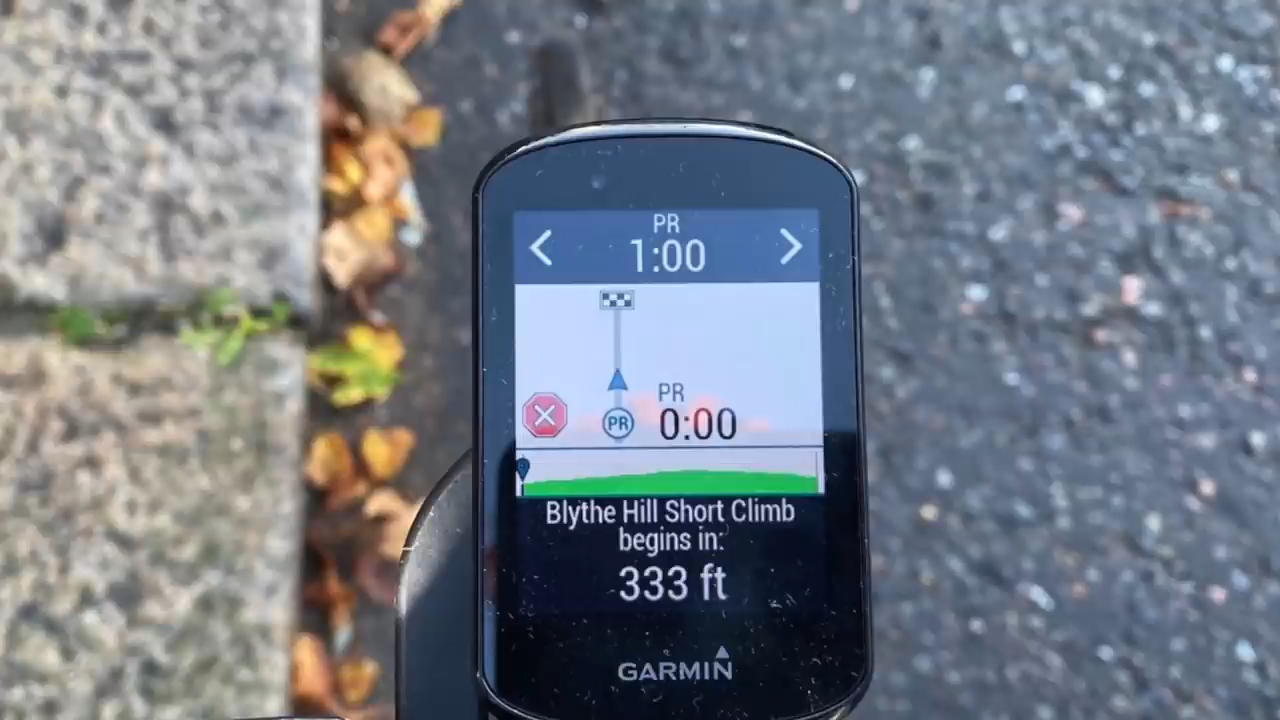 PR
1:00
PR
PR
0:00
Blythe Hill Short Climb
begins in:
333 ft
GARMIN